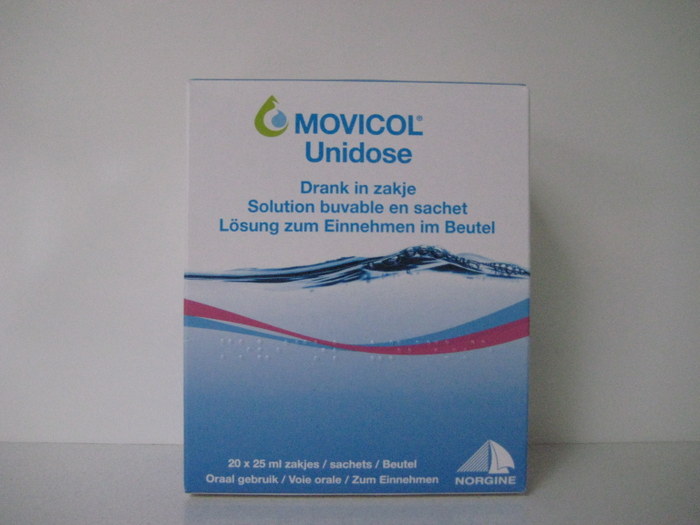 MOVICOL®
Unidose
Drank in zakje
Solution buvable en sachet
Lösung zum Einnehmen im Beutel
20 x 25 ml zakjes / sachets / Beutel
Oraal gebruik / Voie orale / Zum Einnehmen
NORGINE